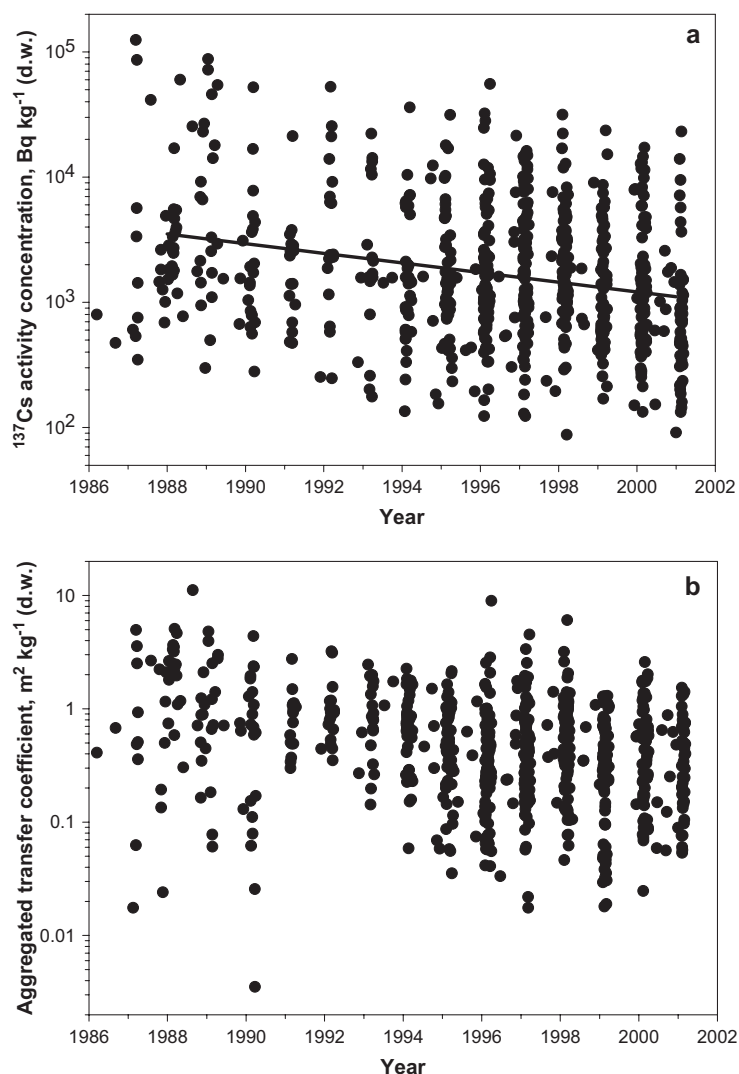 a
10⁵
10⁴
10³
10²
¹³⁷Cs activity concentration, Bq kg⁻¹ (d.w.)
1986 1988 1990 1992 1994 1996 1998 2000 2002
Year
b
10
1
0.1
0.01
Aggregated transfer coefficient, m² kg⁻¹ (d.w.)
1986 1988 1990 1992 1994 1996 1998 2000 2002
Year